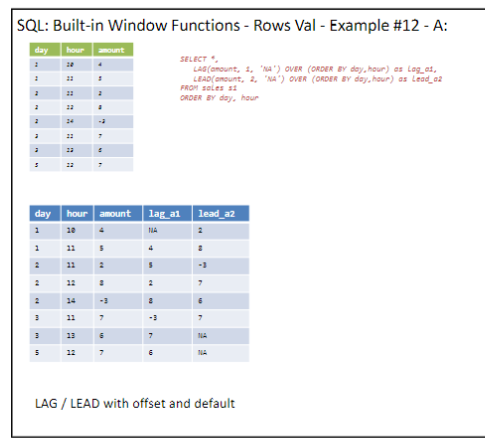 SQL: Built-in Window Functions - Rows Val - Example #12 - A:
day hour amount
1 10 4
1 11 5
2 11 2
2 12 8
2 14 -3
3 11 7
3 13 6
5 12 7
SELECT *,
LAG(amount, 1, 'NA') OVER (ORDER BY day,hour) as lag_a1,
LEAD(amount, 2, 'NA') OVER (ORDER BY day,hour) as lead_a2
FROM sales s1
ORDER BY day, hour
day hour amount lag_a1 lead_a2
1 10 4 NA 2
1 11 5 4 8
2 11 2 5 -3
2 12 8 2 7
2 14 -3 8 6
3 11 7 -3 7
3 13 6 7 NA
5 12 7 6 NA
LAG / LEAD with offset and default